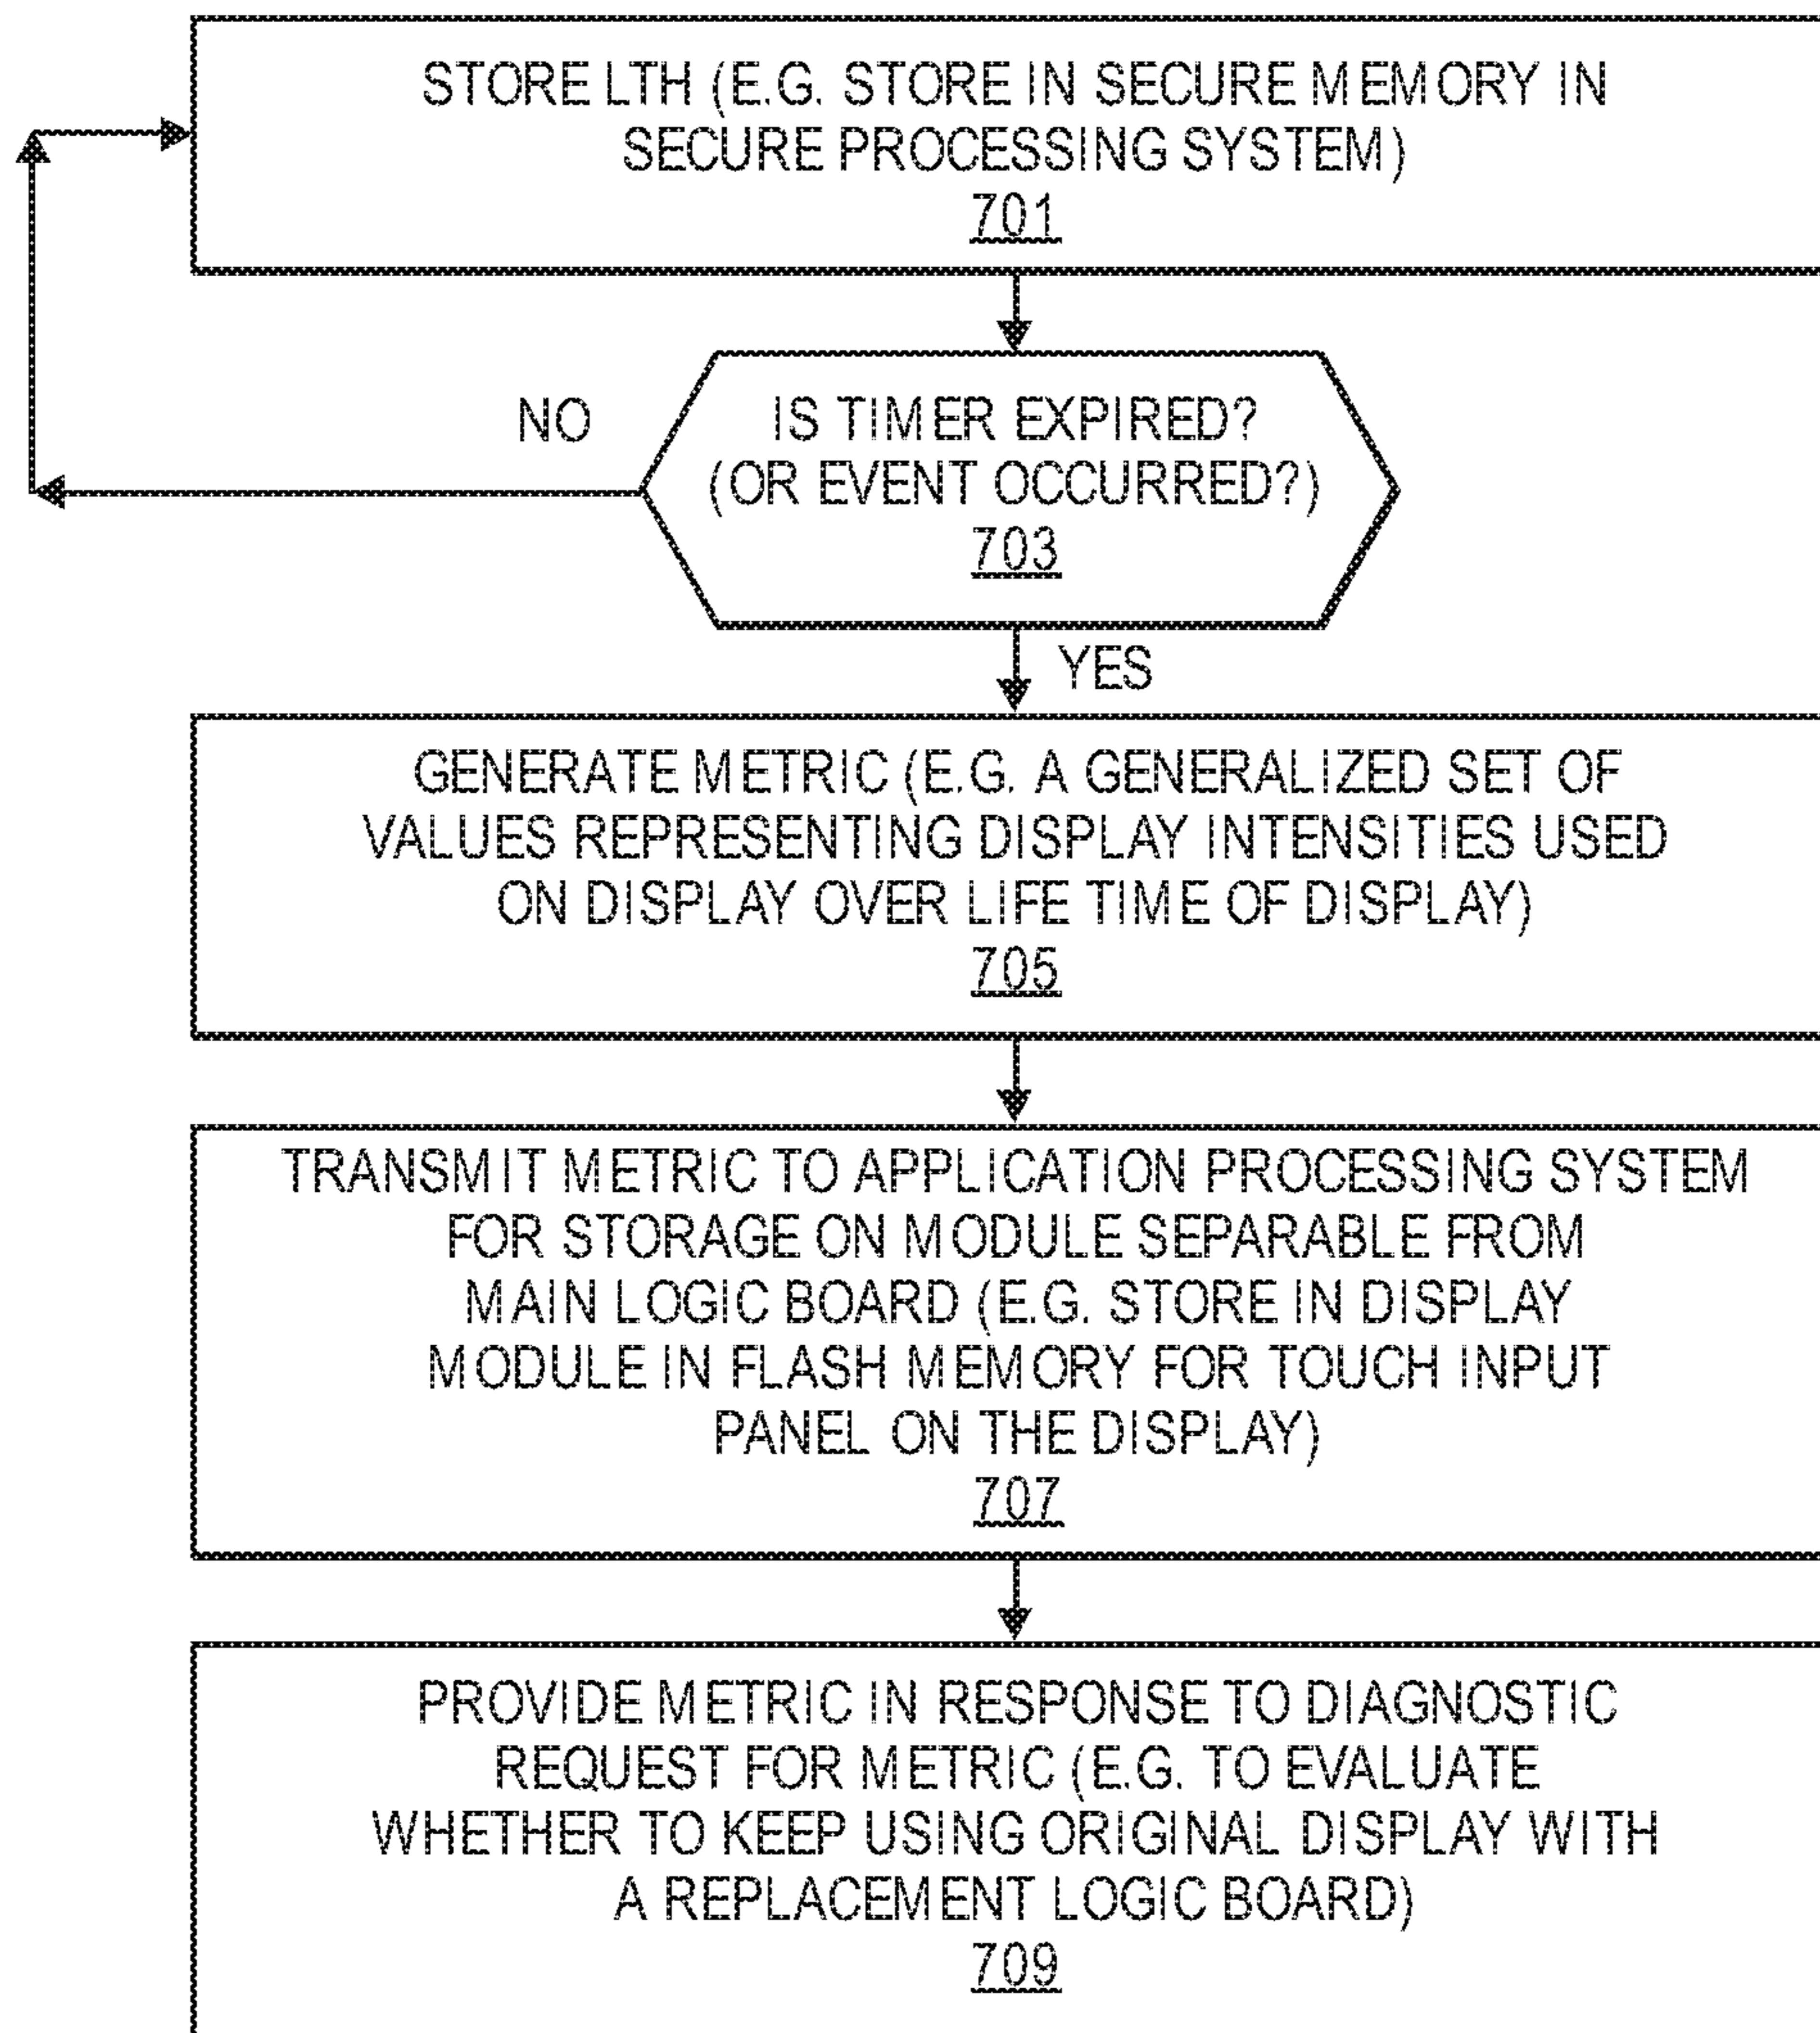 STORE LTH (E.G. STORE IN SECURE MEMORY IN
SECURE PROCESSING SYSTEM)
701
NO
IS TIMER EXPIRED?
(OR EVENT OCCURRED?)
703
YES
GENERATE METRIC (E.G. A GENERALIZED SET OF
VALUES REPRESENTING DISPLAY INTENSITIES USED
ON DISPLAY OVER LIFE TIME OF DISPLAY)
705
TRANSMIT METRIC TO APPLICATION PROCESSING SYSTEM
FOR STORAGE ON MODULE SEPARABLE FROM
MAIN LOGIC BOARD (E.G. STORE IN DISPLAY
MODULE IN FLASH MEMORY FOR TOUCH INPUT
PANEL ON THE DISPLAY)
707
PROVIDE METRIC IN RESPONSE TO DIAGNOSTIC
REQUEST FOR METRIC (E.G. TO EVALUATE
WHETHER TO KEEP USING ORIGINAL DISPLAY WITH
A REPLACEMENT LOGIC BOARD)
709